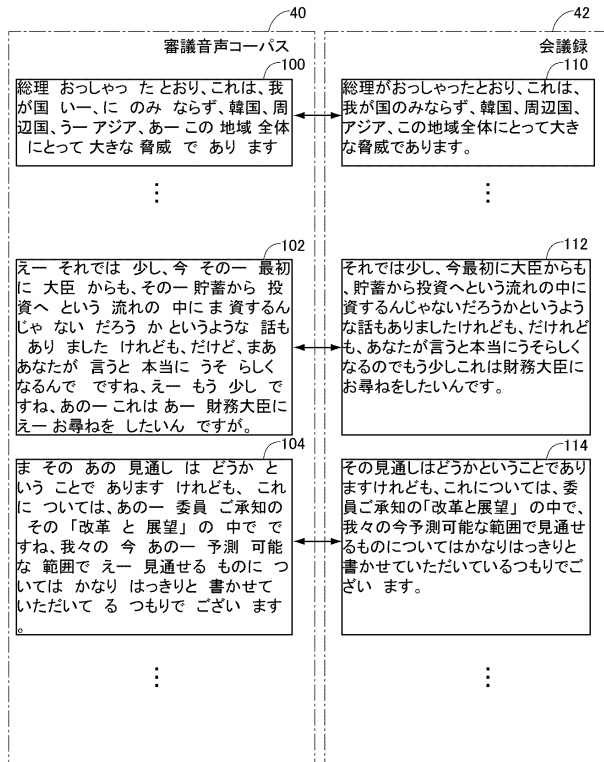 40
審議音声コーパス
100
総理 おっしゃっ た とおり、これは、我
が国 いー、に のみ ならず、韓国、周
辺国、うー アジア、あー この 地域 全体
にとって 大きな 脅威 で あり ます
⋮
102
えー それでは 少し、今 そのー 最初
に 大臣 からも、そのー 貯蓄から 投
資へ という 流れの 中に ま 資するん
じゃ ない だろう か というような 話も
あり ました けれども、だけど、まあ
あなたが 言うと 本当に うそ らしく
なるんで ですね、えー もう 少し で
すね、あのー これは あー 財務大臣に
えー お尋ねを したいん ですが。
104
ま その あの 見通し は どうか と
いう ことで あります けれども、 これ
に ついては、あのー 委員 ご承知の
その 「改革 と 展望」 の 中で で
すね、我々の 今 あのー 予測 可能
な 範囲で えー 見通せる ものに つ
いては かなり はっきりと 書かせて
いただいて る つもりで ござい ます
。
⋮
42
会議録
110
総理がおっしゃったとおり、これは、
我が国のみならず、韓国、周辺国、
アジア、この地域全体にとって大き
な脅威であります。
⋮
112
それでは少し、今最初に大臣からも
、貯蓄から投資へという流れの中に
資するんじゃないだろうかというよう
な話もありましたけれども、だけれど
も、あなたが言うと本当にうそらしく
なるのでもう少しこれは財務大臣に
お尋ねをしたいんです。
114
その見通しはどうかということであり
ますけれども、これについては、委
員ご承知の「改革と展望」 の中で、
我々の今予測可能な範囲で見通せ
るものについてはかなりはっきりと
書かせていただいているつもりでご
ざい ます。
⋮